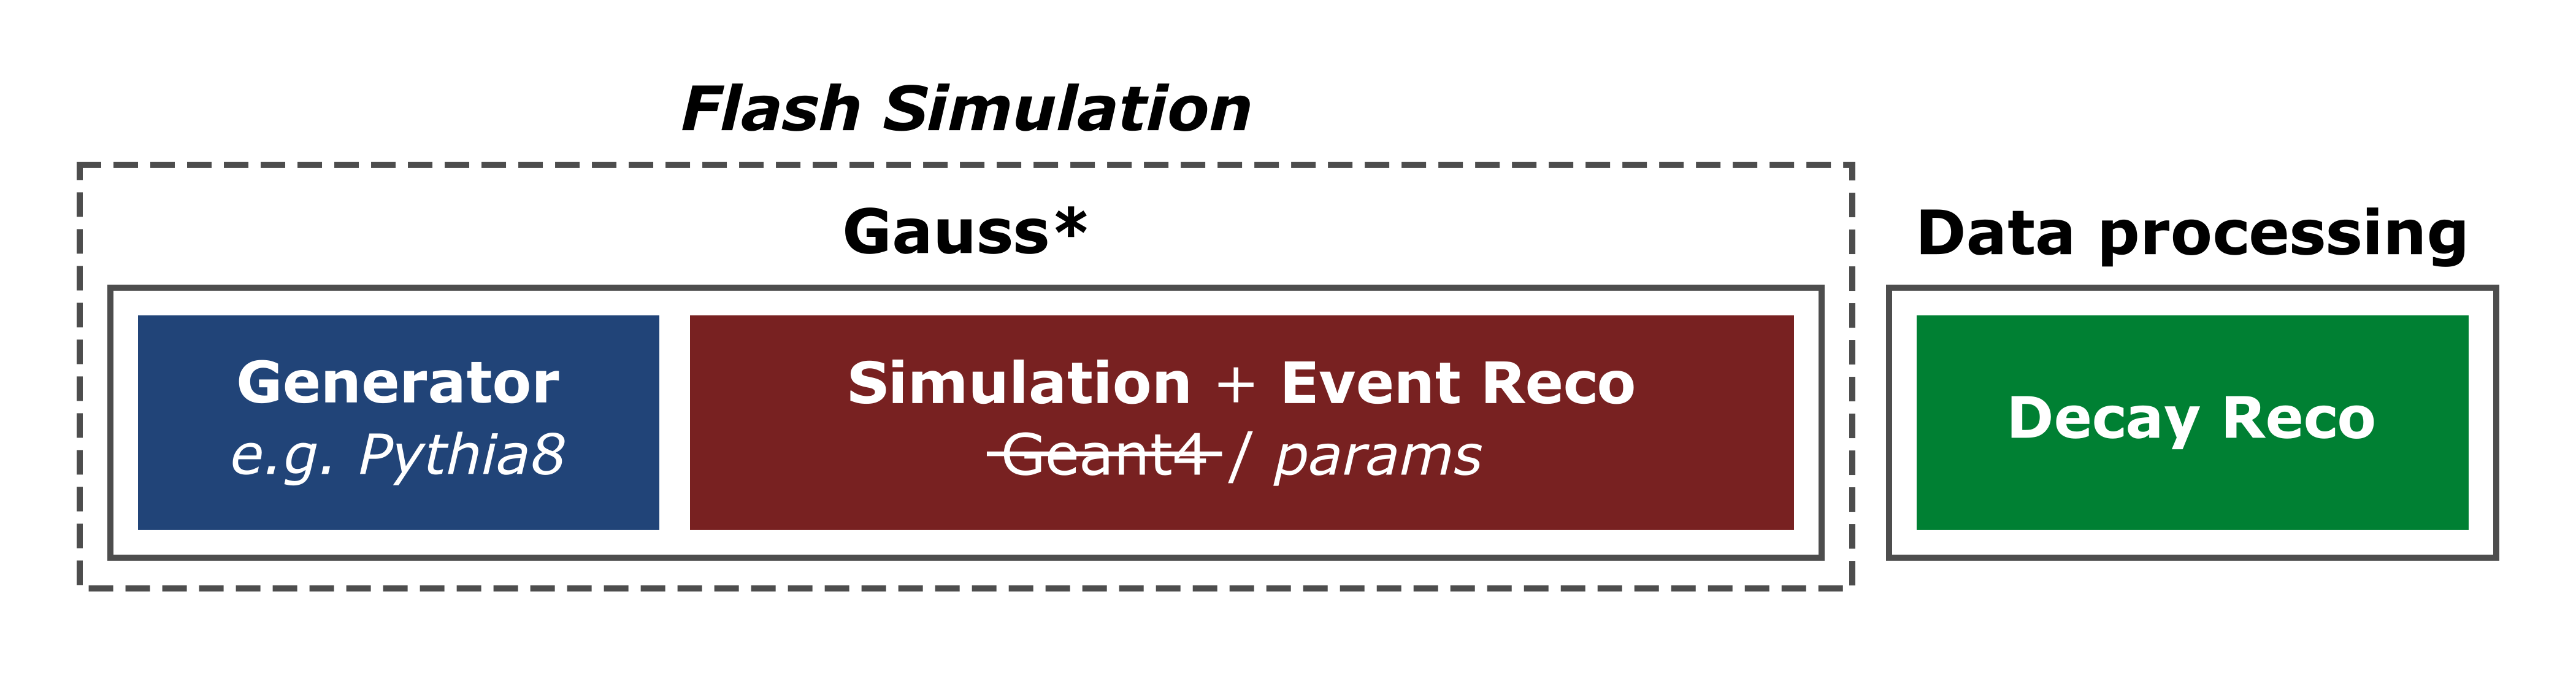 Flash Simulation
Gauss*
Data processing
Generator
e.g. Pythia8
Simulation + Event Reco
Geant4 / params
Decay Reco